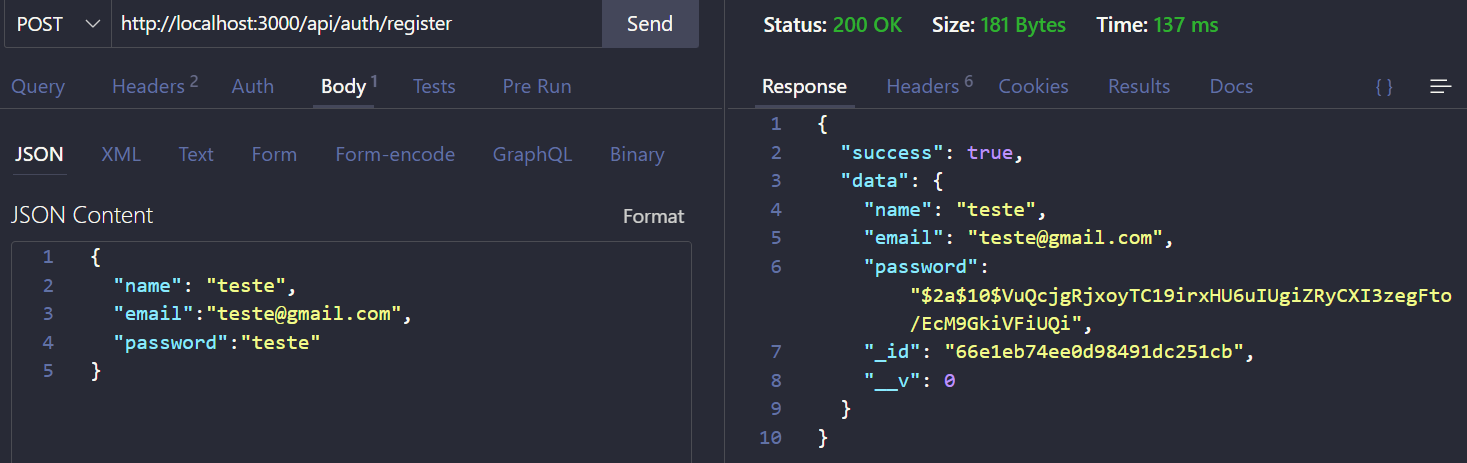 POST http://localhost:3000/api/auth/register Send
Status: 200 OK Size: 181 Bytes Time: 137 ms
Query Headers 2 Auth Body 1 Tests Pre Run
Response Headers 6 Cookies Results Docs { }
JSON XML Text Form Form-encode GraphQL Binary
JSON Content Format
1 {
2 "name": "teste",
3 "email":"teste@gmail.com",
4 "password":"teste"
5 }
1 {
2 "success": true,
3 "data": {
4 "name": "teste",
5 "email": "teste@gmail.com",
6 "password":
"$2a$10$VuQcjgRjxoyTC19irxHU6uIUgiZRyCXI3zegFto
/EcM9GkiVFiUQi",
7 "_id": "66e1eb74ee0d98491dc251cb",
8 "__v": 0
9 }
10 }